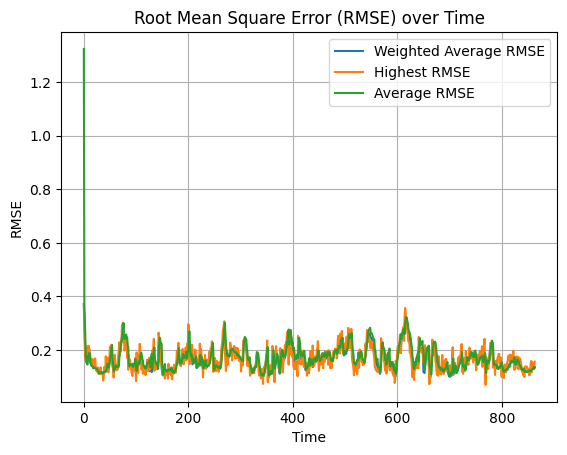 Root Mean Square Error (RMSE) over Time
Weighted Average RMSE
Highest RMSE
Average RMSE
1.2
1.0
0.8
0.6
0.4
0.2
RMSE
0
200
400
600
800
Time